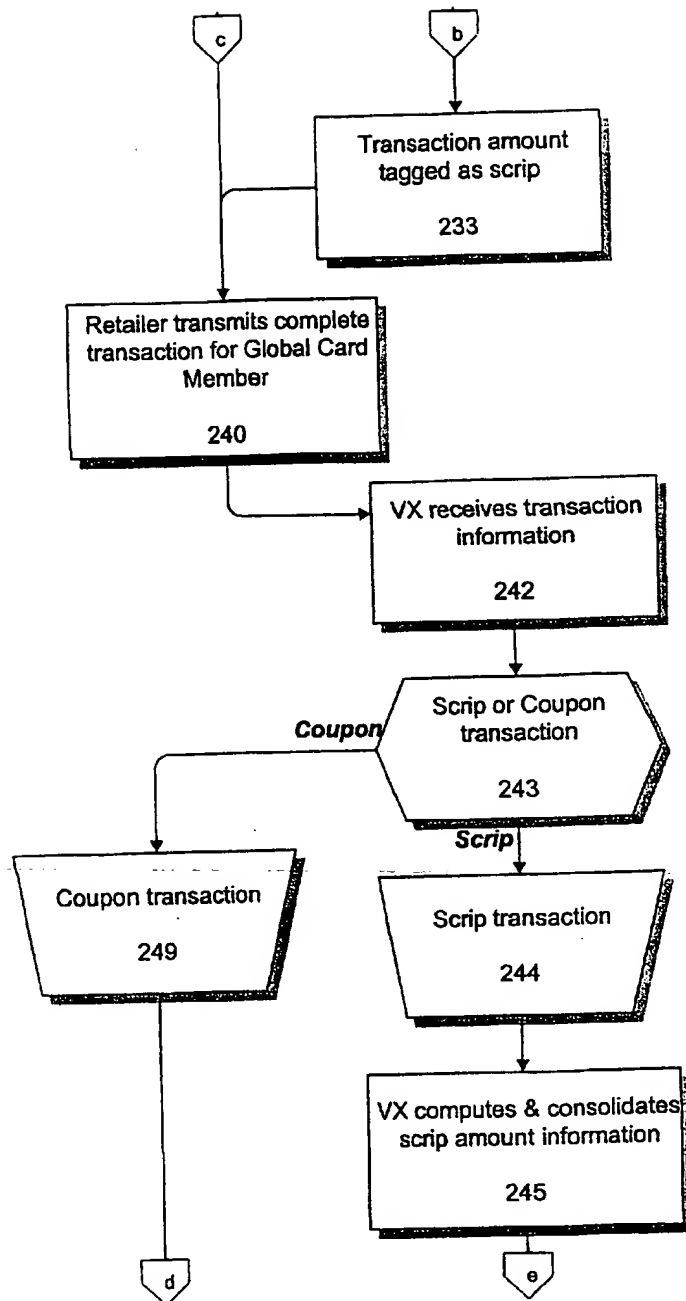 c
b
Transaction amount
tagged as scrip
233
Retailer transmits complete
transaction for Global Card
Member
240
VX receives transaction
information
242
Scrip or Coupon
transaction
243
Coupon
Scrip
Coupon transaction
249
Scrip transaction
244
VX computes & consolidates
scrip amount information
245
d
e